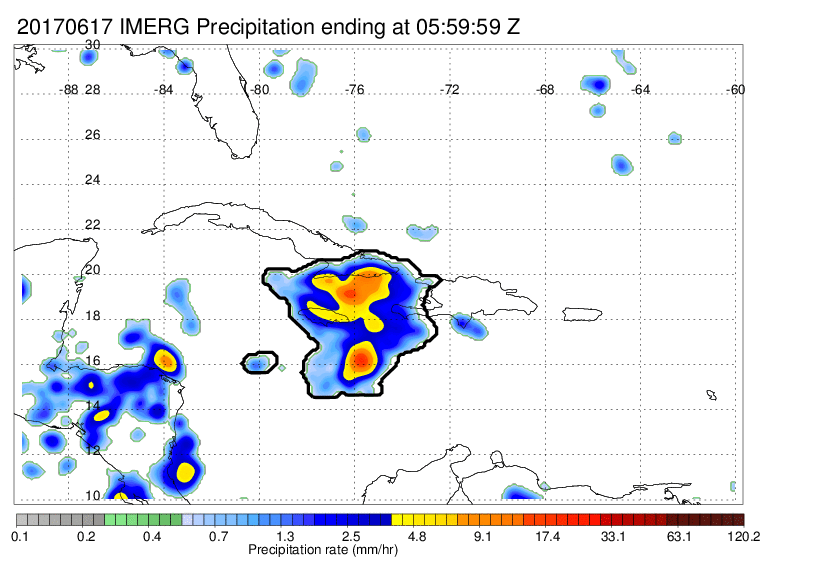 20170617 IMERG Precipitation ending at 05:59:59 Z
30
-88 28 -84 -80 -76 -72 -68 -64 -60
26
24
22
20
18
16
14
12
10
0.1 0.2 0.4 0.7 1.3 2.5 4.8 9.1 17.4 33.1 63.1 120.2
Precipitation rate (mm/hr)